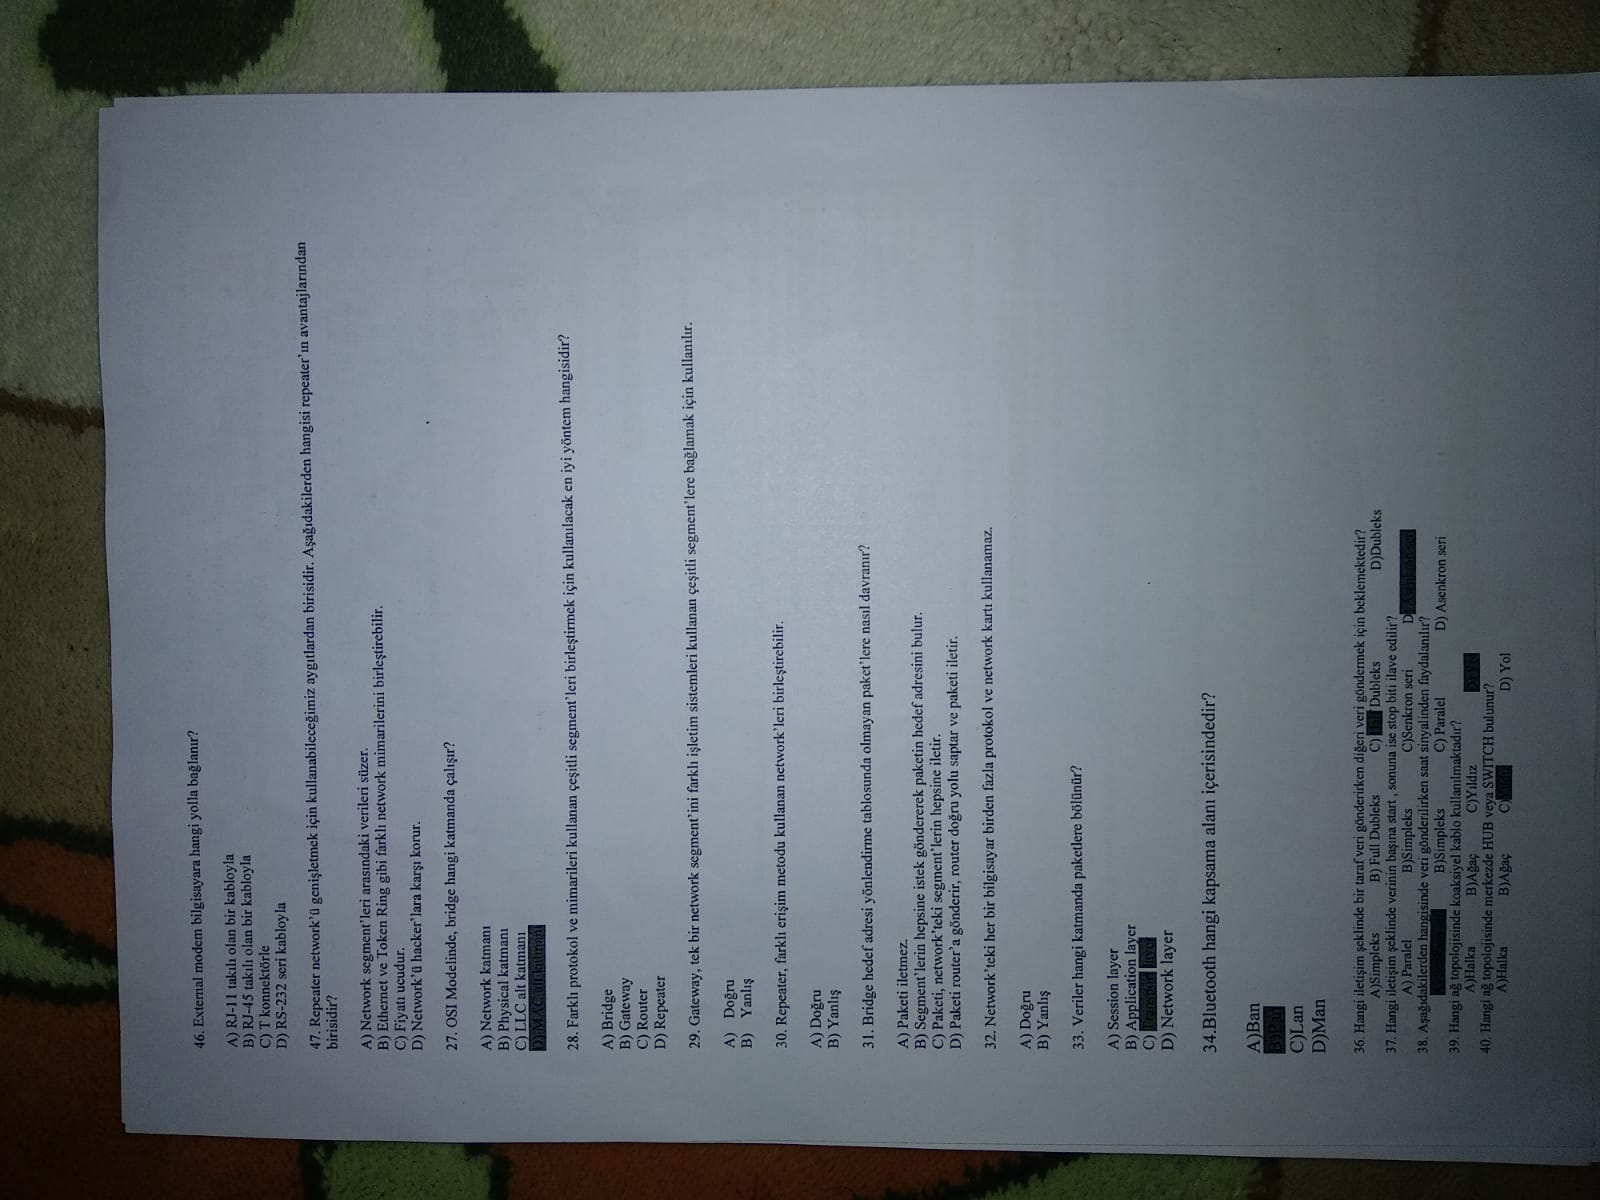 46. External modem bilgisayara hangi yolla bağlanır?
A) RJ-11 takılı olan bir kabloyla
B) RJ-45 takılı olan bir kabloyla
C) T konnektörle
D) RS-232 seri kabloyla
47. Repeater network'ü genişletmek için kullanabileceğimiz aygıtlardan birisidir. Aşağıdakilerden hangisi repeater'ın avantajlarından
birisidir?
A) Network segment'leri arasındaki verileri süzer.
B) Ethernet ve Token Ring gibi farklı network mimarilerini birleştirebilir.
C) Fiyatı ucudur.
D) Network'ü hacker'lara karşı korur.
27. OSI Modelinde, bridge hangi katmanda çalışır?
A) Network katmanı
B) Physical katmanı
C) LLC alt katmanı
D) MAC alt katmanı
28. Farklı protokol ve mimarileri kullanan çeşitli segment'leri birleştirmek için kullanılacak en iyi yöntem hangisidir?
A) Bridge
B) Gateway
C) Router
D) Repeater
29. Gateway, tek bir network segment'ini farklı işletim sistemleri kullanan çeşitli segment'lere bağlamak için kullanılır.
A) Doğru
B) Yanlış
30. Repeater, farklı erişim metodu kullanan network'leri birleştirebilir.
A) Doğru
B) Yanlış
31. Bridge hedef adresi yönlendirme tablosunda olmayan paket'lere nasıl davranır?
A) Paketi iletmez.
B) Segment'lerin hepsine istek göndererek paketin hedef adresini bulur.
C) Paketi, network'teki segment'lerin hepsine iletir.
D) Paketi router'a gönderir, router doğru yolu saptar ve paketi iletir.
32. Network'teki her bir bilgisayar birden fazla protokol ve network kartı kullanamaz.
A) Doğru
B) Yanlış
33. Veriler hangi katmanda paketlere bölünür?
A) Session layer
B) Application layer
C) Transport layer
D) Network layer
34.Bluetooth hangi kapsama alanı içerisindedir?
A)Ban
B)Pan
C)Lan
D)Man
36. Hangi iletişim şeklinde bir taraf veri gönderirken diğeri veri göndermek için beklemektedir?
A)Simpleks B) Full Dubleks C) Half Dubleks D)Dubleks
37. Hangi iletişim şeklinde verinin başına start , sonuna ise stop biti ilave edilir?
A) Paralel B)Simpleks C)Senkron seri D) Asenkron seri
38. Aşağıdakilerden hangisinde veri gönderilirken saat sinyalinden faydalanılır?
B)Simpleks C) Paralel D) Asenkron seri
39. Hangi ağ topolojisinde koaksiyel kablo kullanılmaktadır?
A)Halka B)Ağaç C)Yıldız D) Yol
40. Hangi ağ topolojisinde merkezde HUB veya SWITCH bulunur?
A)Halka B)Ağaç C)Yıldız D) Yol